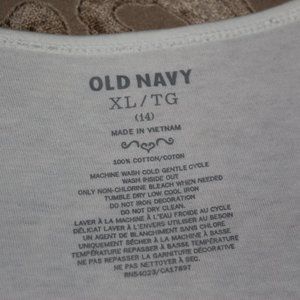 OLD NAVY
XL/TG
(14)
MADE IN VIETNAM
100% COTTON/COTON
MACHINE WASH COLD GENTLE CYCLE
WASH INSIDE OUT
ONLY NON-CHLORINE BLEACH WHEN NEEDED
TUMBLE DRY LOW COOL IRON
DO NOT IRON DECORATION
DO NOT DRY CLEAN.
LAVER À LA MACHINE À L'EAU FROIDE AU CYCLE
DÉLICAT LAVER À L'ENVERS AU BESOIN, UTILISER
UN AGENT DE BLANCHIMENT SANS CHLORE
UNIQUEMENT SÉCHER À LA MACHINE À BASSE
TEMPÉRATURE REPASSER À BASSE TEMPÉRATURE
NE PAS REPASSER LA GARNITURE DÉCORATIVE
NE PAS NETTOYER À SEC.
RN54023/CA17897